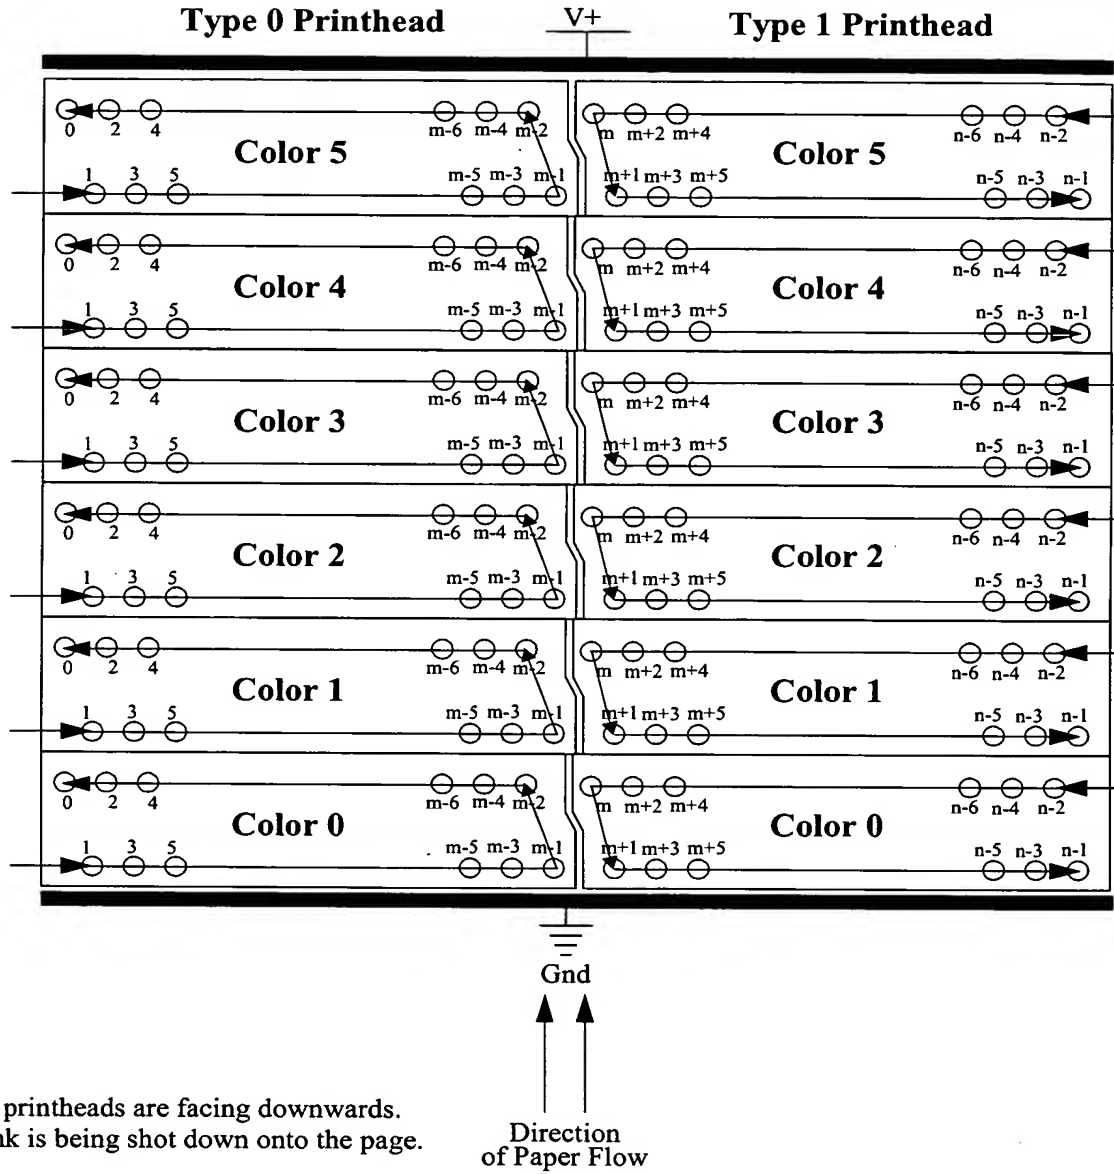 Type 0 Printhead V+ Type 1 Printhead
0 2 4 m-6 m-4 m-2 m m+2 m+4 n-6 n-4 n-2
Color 5 Color 5
1 3 5 m-5 m-3 m-1 m+1 m+3 m+5 n-5 n-3 n-1
0 2 4 m-6 m-4 m-2 m m+2 m+4 n-6 n-4 n-2
Color 4 Color 4
1 3 5 m-5 m-3 m-1 m+1 m+3 m+5 n-5 n-3 n-1
0 2 4 m-6 m-4 m-2 m m+2 m+4 n-6 n-4 n-2
Color 3 Color 3
1 3 5 m-5 m-3 m-1 m+1 m+3 m+5 n-5 n-3 n-1
0 2 4 m-6 m-4 m-2 m m+2 m+4 n-6 n-4 n-2
Color 2 Color 2
1 3 5 m-5 m-3 m-1 m+1 m+3 m+5 n-5 n-3 n-1
0 2 4 m-6 m-4 m-2 m m+2 m+4 n-6 n-4 n-2
Color 1 Color 1
1 3 5 m-5 m-3 m-1 m+1 m+3 m+5 n-5 n-3 n-1
0 2 4 m-6 m-4 m-2 m m+2 m+4 n-6 n-4 n-2
Color 0 Color 0
1 3 5 m-5 m-3 m-1 m+1 m+3 m+5 n-5 n-3 n-1
Gnd
printheads are facing downwards.
nk is being shot down onto the page.
Direction
of Paper Flow